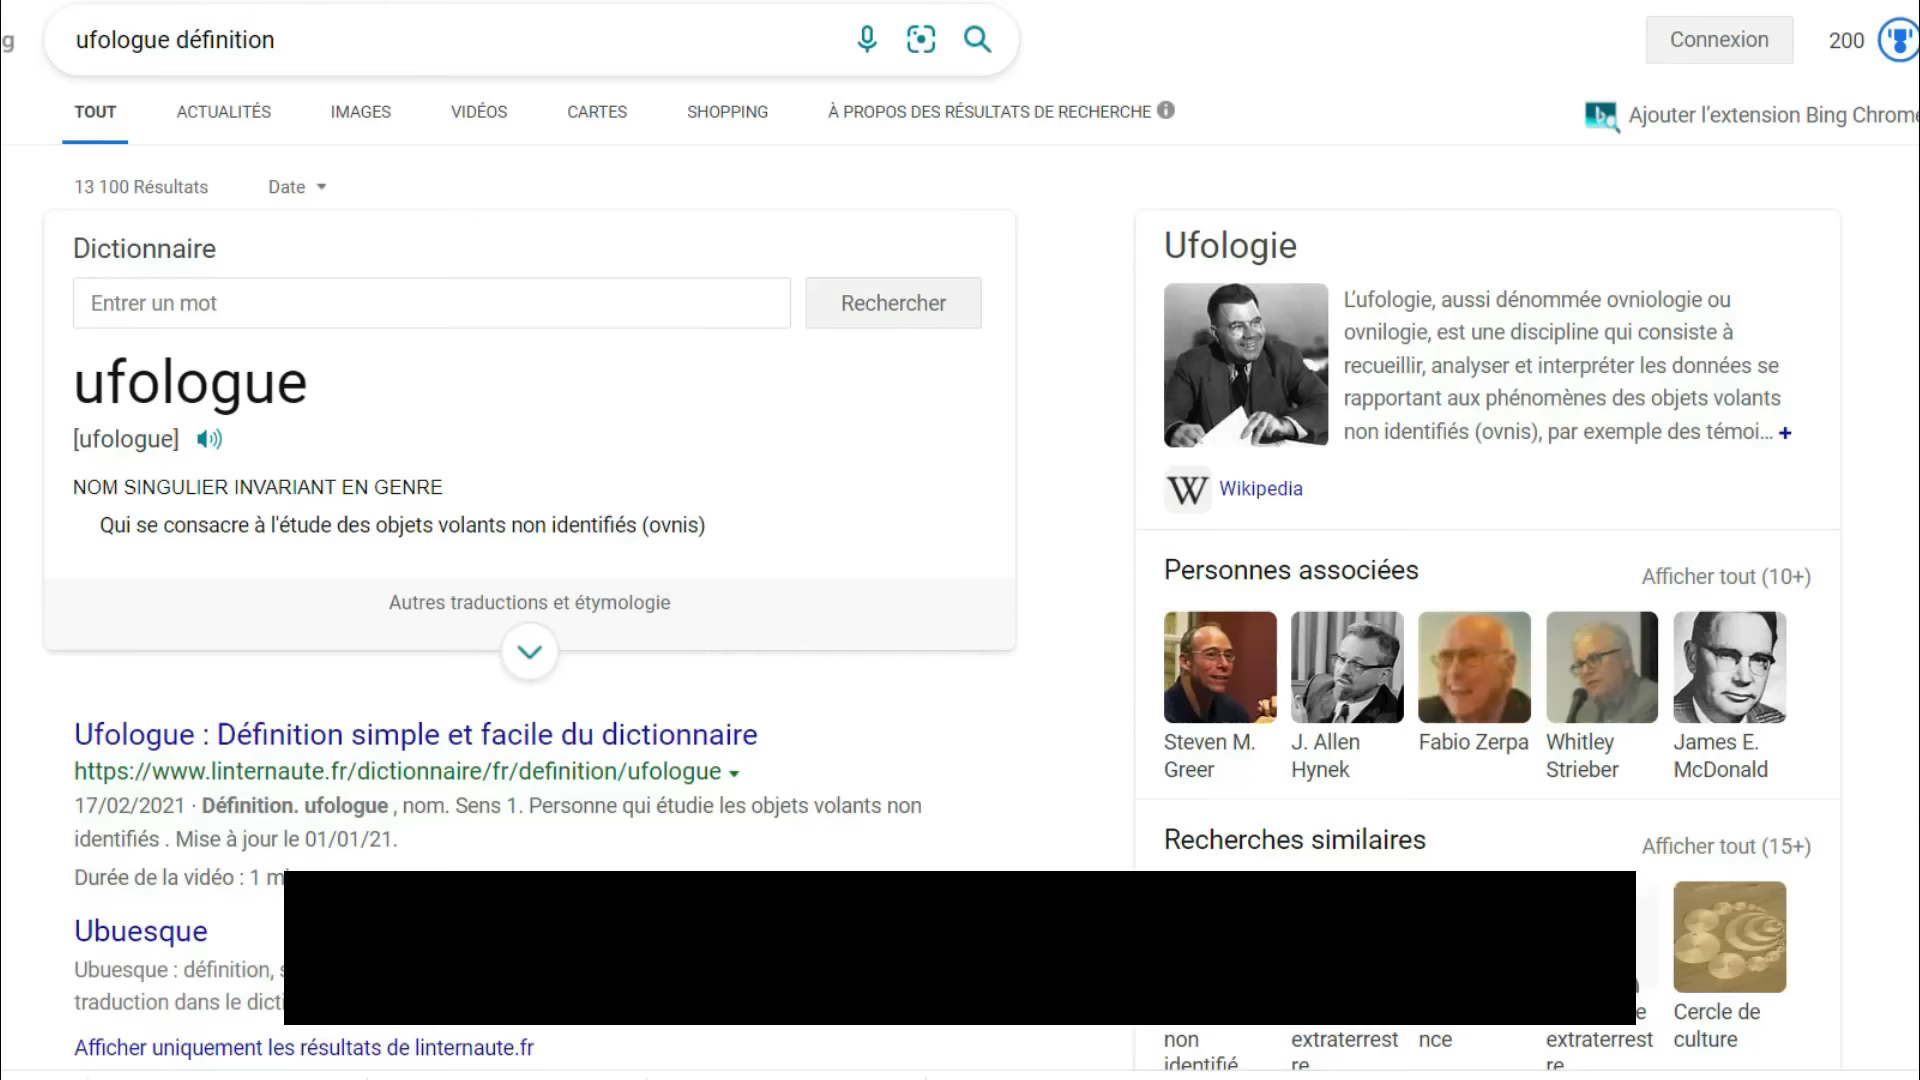 g
ufologue définition
Connexion
200
TOUT
ACTUALITÉS
IMAGES
VIDÉOS
CARTES
SHOPPING
À PROPOS DES RÉSULTATS DE RECHERCHE
Ajouter l'extension Bing Chrome
13 100 Résultats
Date
Dictionnaire
Entrer un mot
Rechercher
ufologue
[ufologue]
NOM SINGULIER INVARIANT EN GENRE
Qui se consacre à l'étude des objets volants non identifiés (ovnis)
Autres traductions et étymologie
Ufologue : Définition simple et facile du dictionnaire
https://www.linternaute.fr/dictionnaire/fr/definition/ufologue
17/02/2021 · Définition. ufologue , nom. Sens 1. Personne qui étudie les objets volants non
identifiés . Mise à jour le 01/01/21.
Durée de la vidéo : 1
Ubuesque
Ubuesque : définition,
traduction dans le
Afficher uniquement les résultats de linternaute.fr
Ufologie
L'ufologie, aussi dénommée ovniologie ou
ovnilogie, est une discipline qui consiste à
recueillir, analyser et interpréter les données se
rapportant aux phénomènes des objets volants
non identifiés (ovnis), par exemple des témoi... +
W Wikipedia
Personnes associées
Afficher tout (10+)
Steven M.
Greer
J. Allen
Hynek
Fabio Zerpa
Whitley
Strieber
James E.
McDonald
Recherches similaires
Afficher tout (15+)
non
identifié
extraterrest
re
nce
extraterrest
re
Cercle de
culture